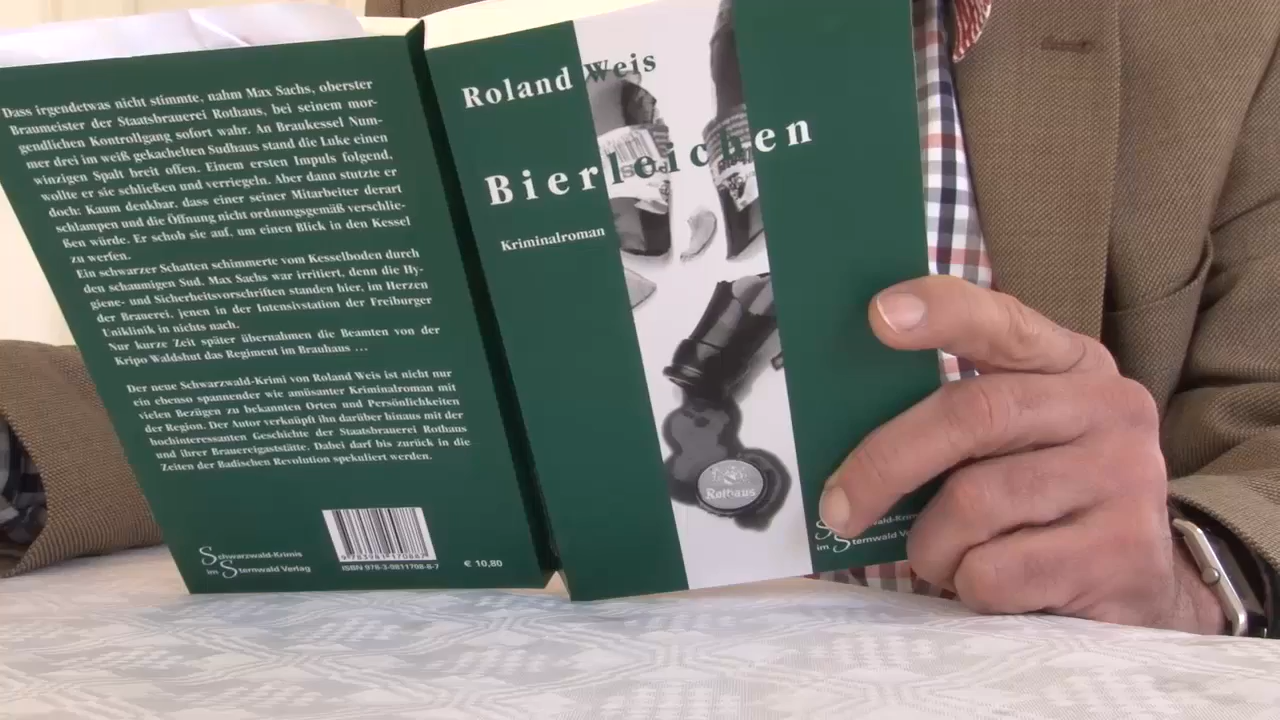 Dass irgendetwas nicht stimmte, nahm Max Sachs, oberster
Braumeister der Staatsbrauerei Rothaus, bei seinem mor-
gendlichen Kontrollgang sofort wahr. An Braukessel Num-
mer drei im weiß gekachelten Sudhaus stand die Luke einen
winzigen Spalt breit offen. Einem ersten Impuls folgend,
wollte er sie schließen und verriegeln. Aber dann stutzte er
doch: Kaum denkbar, dass einer seiner Mitarbeiter derart
schlampen und die Öffnung nicht ordnungsgemäß verschlie-
ßen würde. Er schob sie auf, um einen Blick in den Kessel
zu werfen.
Ein schwarzer Schatten schimmerte vom Kesselboden durch
den schaumigen Sud. Max Sachs war irritiert, denn die Hy-
giene- und Sicherheitsvorschriften standen hier, im Herzen
der Brauerei, jenen in der Intensivstation der Freiburger
Uniklinik in nichts nach.
Nur kurze Zeit später übernahmen die Beamten von der
Kripo Waldshut das Regiment im Brauhaus ...
Der neue Schwarzwald-Krimi von Roland Weis ist nicht nur
ein ebenso spannender wie amüsanter Kriminalroman mit
vielen Bezügen zu bekannten Orten und Persönlichkeiten
der Region. Der Autor verknüpft ihn darüber hinaus mit der
hochinteressanten Geschichte der Staatsbrauerei Rothaus
und ihrer Brauereigaststätte. Dabei darf bis zurück in die
Zeiten der Badischen Revolution spekuliert werden.
Schwarzwald-Krimis
im Sternwald Verlag
9 783981 170887
ISBN 978-3-9811708-8-7
€ 10,80
Roland Weis
Bierleichen
Kriminalroman
Rothaus
im Sternwald